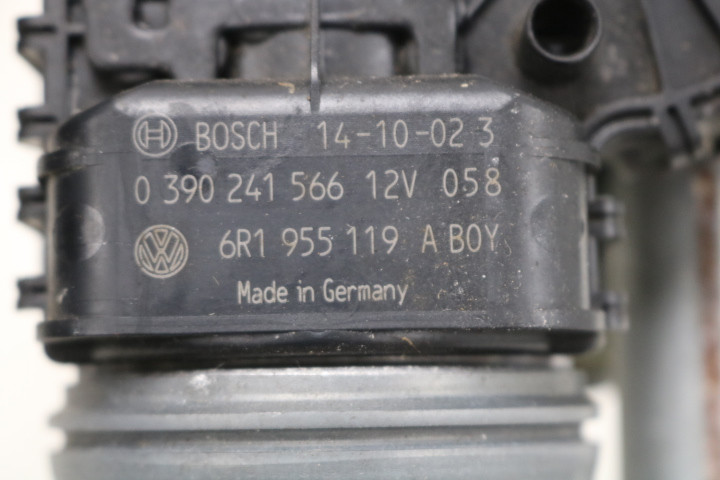 BOSCH 14-10-02 3
0 390 241 566 12V 058
6R1 955 119 A BOY
Made in Germany